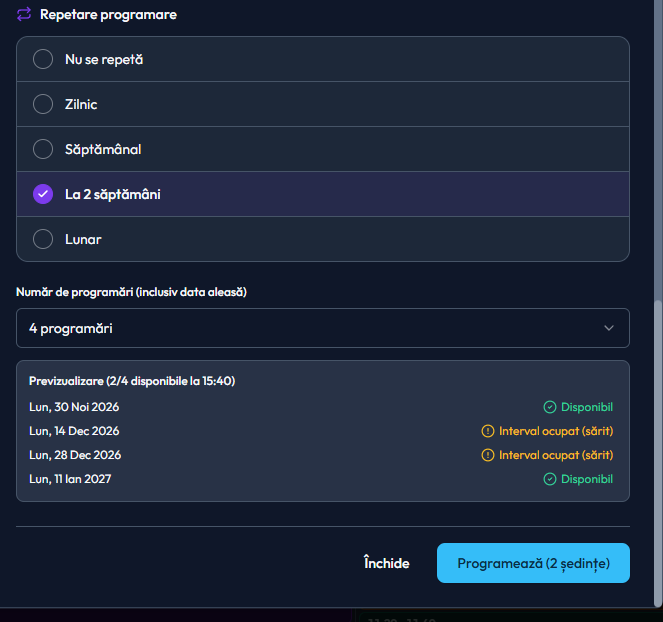 Repetare programare
Nu se repetă
Zilnic
Săptămânal
La 2 săptămâni
Lunar
Număr de programări (inclusiv data aleasă)
4 programări
Previzualizare (2/4 disponibile la 15:40)
Lun, 30 Noi 2026 Disponibil
Lun, 14 Dec 2026 Interval ocupat (sărit)
Lun, 28 Dec 2026 Interval ocupat (sărit)
Lun, 11 Ian 2027 Disponibil
Închide Programează (2 ședințe)